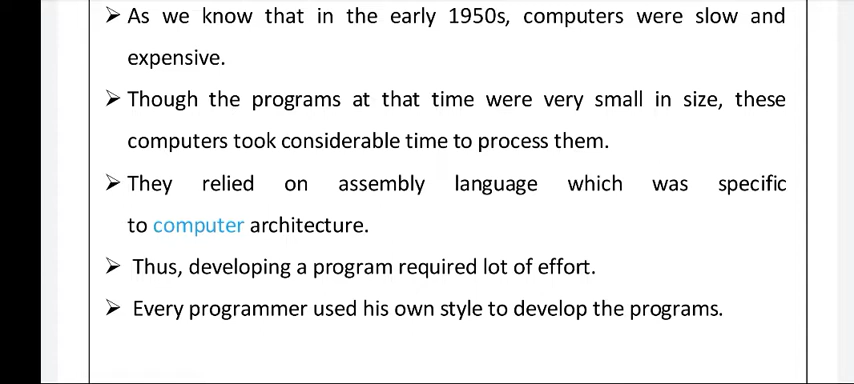 ➢ As we know that in the early 1950s, computers were slow and
expensive.
➢ Though the programs at that time were very small in size, these
computers took considerable time to process them.
➢ They relied on assembly language which was specific
to computer architecture.
➢ Thus, developing a program required lot of effort.
➢ Every programmer used his own style to develop the programs.